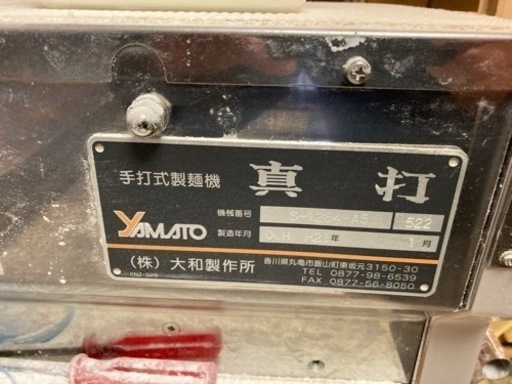 手打式製麺機 真打
機械番号 522
YAMATO
製造年月 年 1月
(株)大和製作所
香川県丸亀市飯山町東坂元3150-30
TEL 0877-98-6539
FAX 0877-56-8050